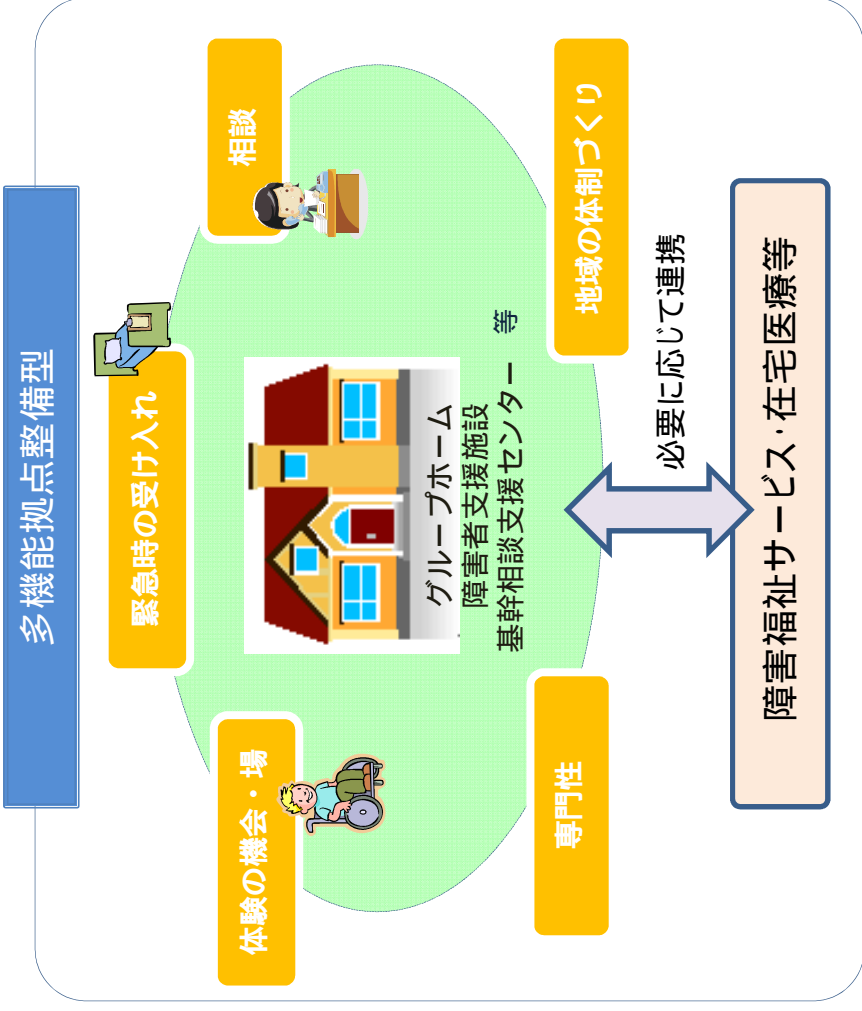 多機能拠点整備型
緊急時の受け入れ
体験の機会・場
相談
グループホーム
障害者支援施設
基幹相談支援センター 等
専門性
地域の体制づくり
必要に応じて連携
障害福祉サービス・在宅医療等